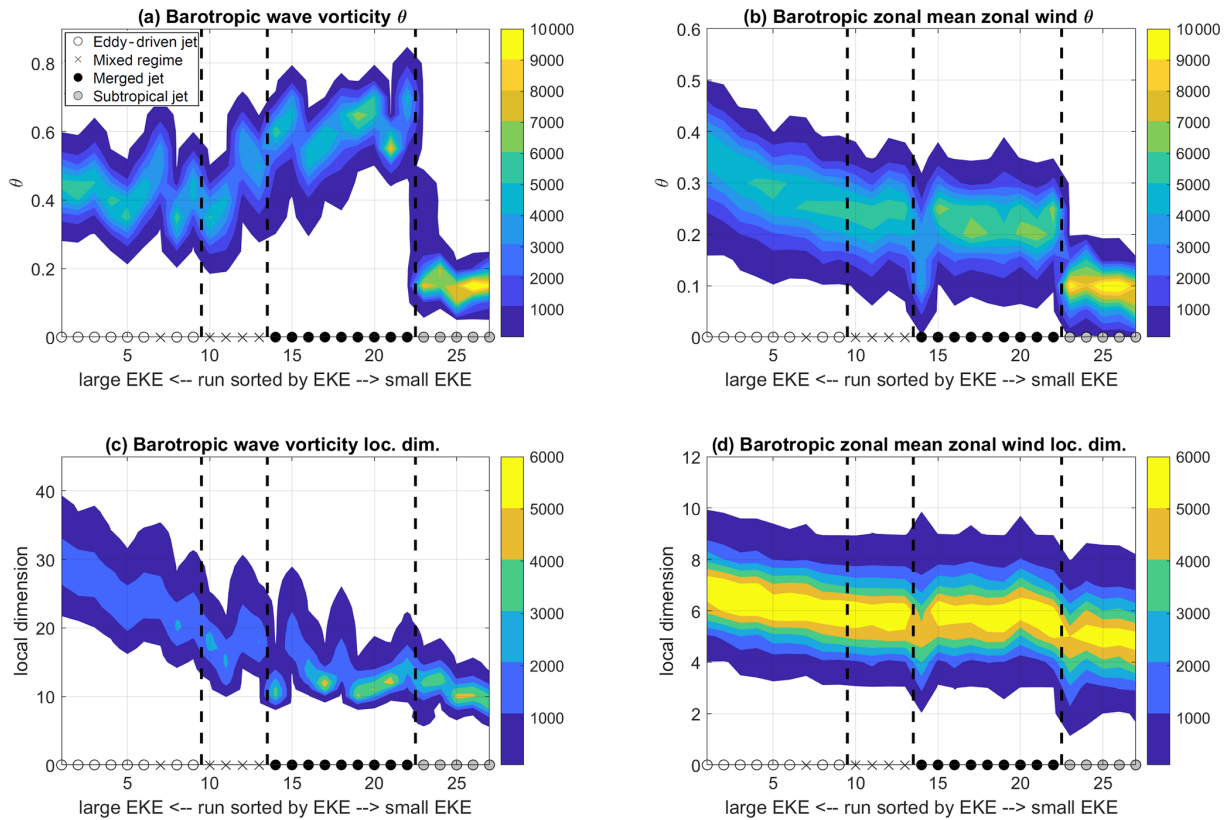 (a) Barotropic wave vorticity θ
0.8
0.6
0.4
0.2
0
θ
Eddy-driven jet
Mixed regime
Merged jet
Subtropical jet
5 10 15 20 25
large EKE <-- run sorted by EKE --> small EKE
10000
9000
8000
7000
6000
5000
4000
3000
2000
1000
(b) Barotropic zonal mean zonal wind θ
0.6
0.5
0.4
0.3
0.2
0.1
0
θ
5 10 15 20 25
large EKE <-- run sorted by EKE --> small EKE
10000
9000
8000
7000
6000
5000
4000
3000
2000
1000
(c) Barotropic wave vorticity loc. dim.
40
30
20
10
0
local dimension
5 10 15 20 25
large EKE <-- run sorted by EKE --> small EKE
6000
5000
4000
3000
2000
1000
(d) Barotropic zonal mean zonal wind loc. dim.
12
10
8
6
4
2
0
local dimension
5 10 15 20 25
large EKE <-- run sorted by EKE --> small EKE
6000
5000
4000
3000
2000
1000